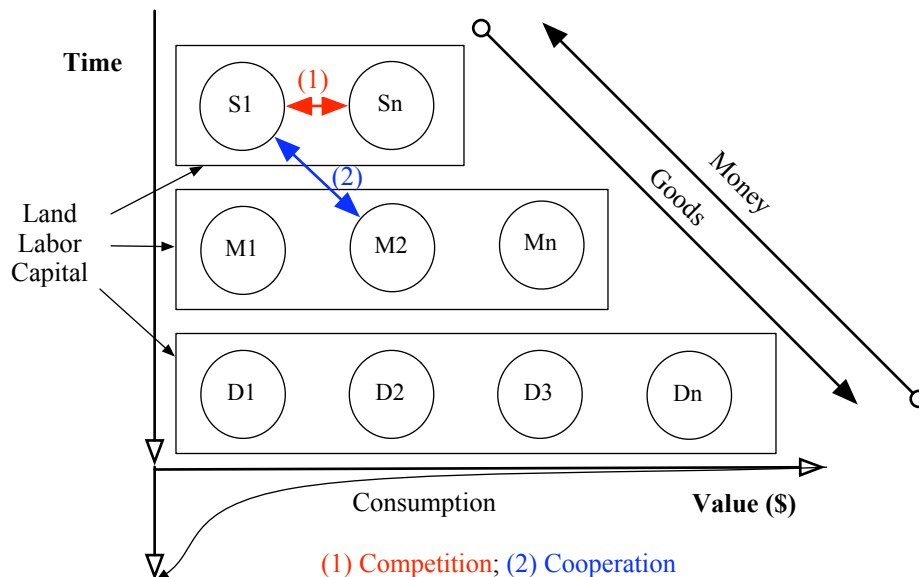 Time
(1)
S1
Sn
(2)
Money
Goods
Land
Labor
Capital
M1
M2
Mn
D1
D2
D3
Dn
Consumption
Value ($)
(1) Competition; (2) Cooperation